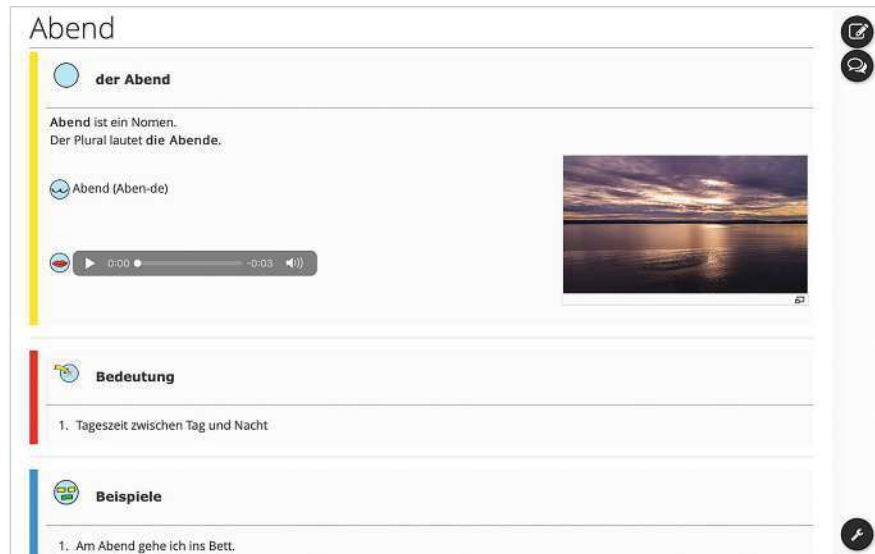 Abend
der Abend
Abend ist ein Nomen.
Der Plural lautet die Abende.
Abend (Aben-de)
0:00 -0:03
Bedeutung
1. Tageszeit zwischen Tag und Nacht
Beispiele
1. Am Abend gehe ich ins Bett.